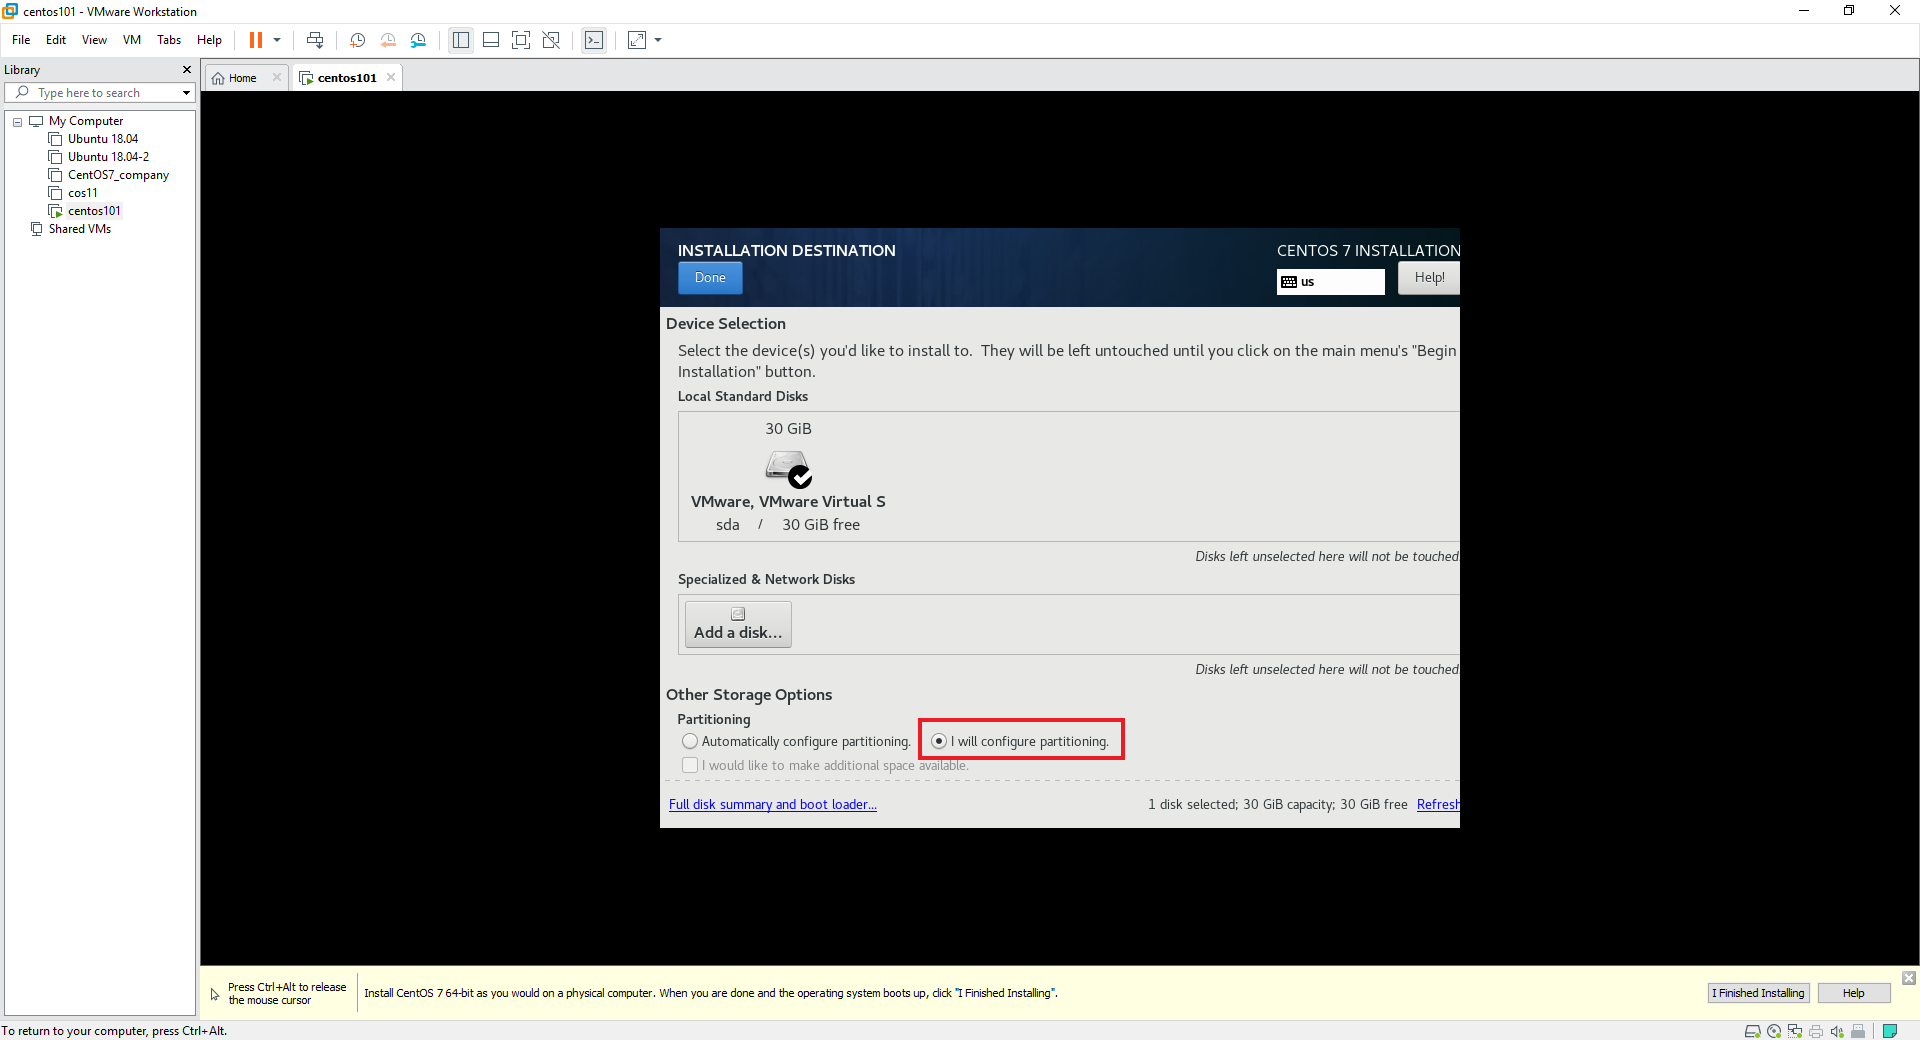 centos101 - VMware Workstation
File Edit View VM Tabs Help
Library
Type here to search
My Computer
Ubuntu 18.04
Ubuntu 18.04-2
CentOS7_company
cos11
centos101
Shared VMs
Home
centos101
INSTALLATION DESTINATION
CENTOS 7 INSTALLATION
Done
us
Help!
Device Selection
Select the device(s) you'd like to install to.  They will be left untouched until you click on the main menu's "Begin
Installation" button.
Local Standard Disks
30 GiB
VMware, VMware Virtual S
sda / 30 GiB free
Disks left unselected here will not be touched.
Specialized & Network Disks
Add a disk...
Disks left unselected here will not be touched.
Other Storage Options
Partitioning
Automatically configure partitioning. I will configure partitioning.
I would like to make additional space available.
Full disk summary and boot loader...
1 disk selected; 30 GiB capacity; 30 GiB free Refresh
Press Ctrl+Alt to release
the mouse cursor
Install CentOS 7 64-bit as you would on a physical computer. When you are done and the operating system boots up, click "I Finished Installing".
I Finished Installing
Help
To return to your computer, press Ctrl+Alt.